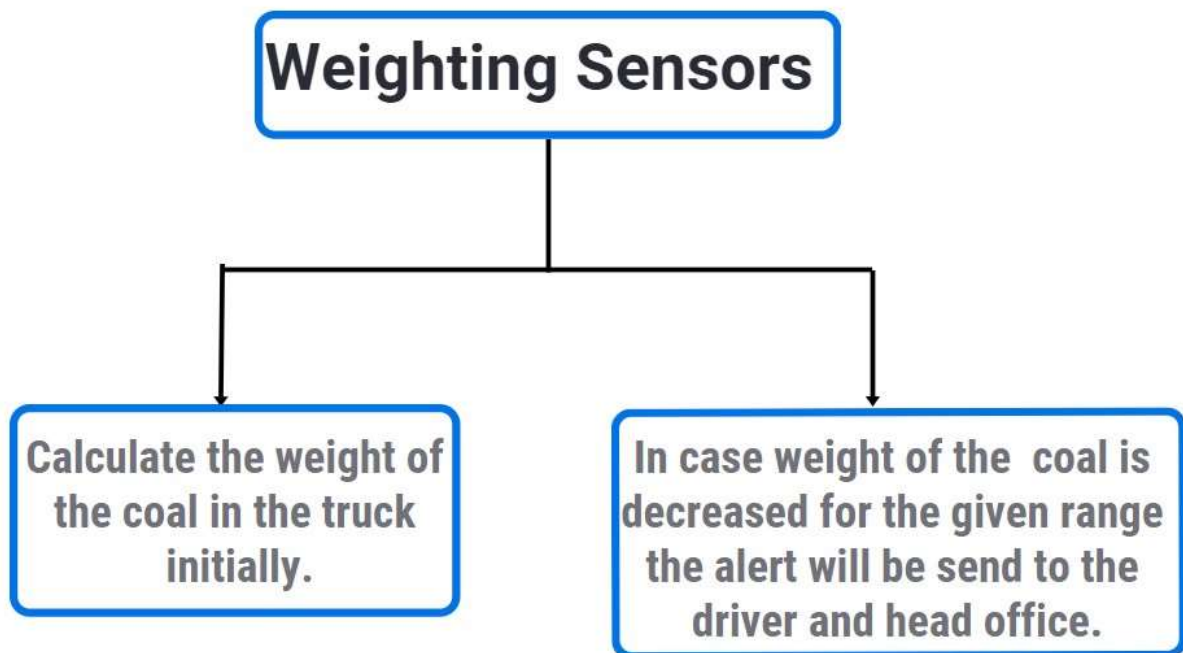 Weighting Sensors
Calculate the weight of
the coal in the truck
initially.
In case weight of the coal is
decreased for the given range
the alert will be send to the
driver and head office.